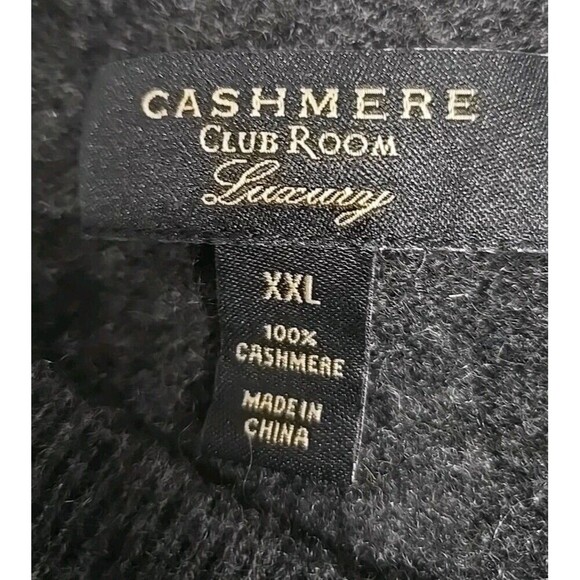 CASHMERE
CLUB ROOM
Luxury
XXL
100%
CASHMERE
MADE IN
CHINA